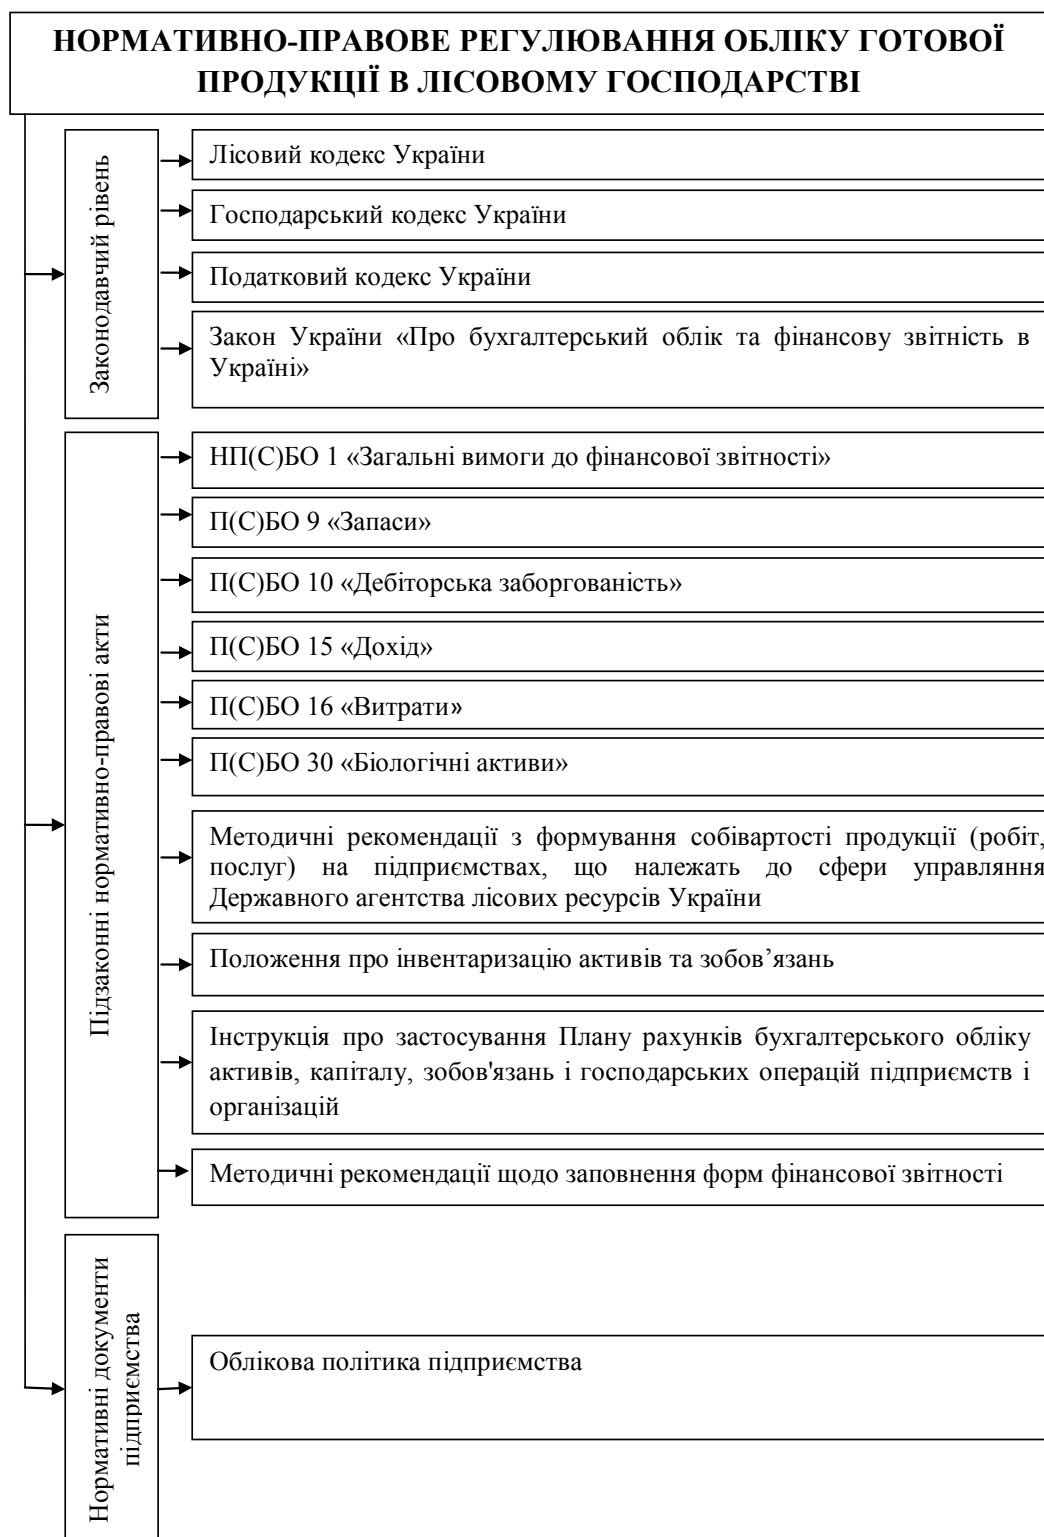 НОРМАТИВНО-ПРАВОВЕ РЕГУЛЮВАННЯ ОБЛІКУ ГОТОВОЇ
ПРОДУКЦІЇ В ЛІСОВОМУ ГОСПОДАРСТВІ
Законодавчий рівень
Лісовий кодекс України
Господарський кодекс України
Податковий кодекс України
Закон України «Про бухгалтерський облік та фінансову звітність в
Україні»
Підзаконні нормативно-правові акти
НП(С)БО 1 «Загальні вимоги до фінансової звітності»
П(С)БО 9 «Запаси»
П(С)БО 10 «Дебіторська заборгованість»
П(С)БО 15 «Дохід»
П(С)БО 16 «Витрати»
П(С)БО 30 «Біологічні активи»
Методичні рекомендації з формування собівартості продукції (робіт,
послуг) на підприємствах, що належать до сфери управління
Державного агентства лісових ресурсів України
Положення про інвентаризацію активів та зобов’язань
Інструкція про застосування Плану рахунків бухгалтерського обліку
активів, капіталу, зобов'язань і господарських операцій підприємств і
організацій
Методичні рекомендації щодо заповнення форм фінансової звітності
Нормативні документи
підприємства
Облікова політика підприємства